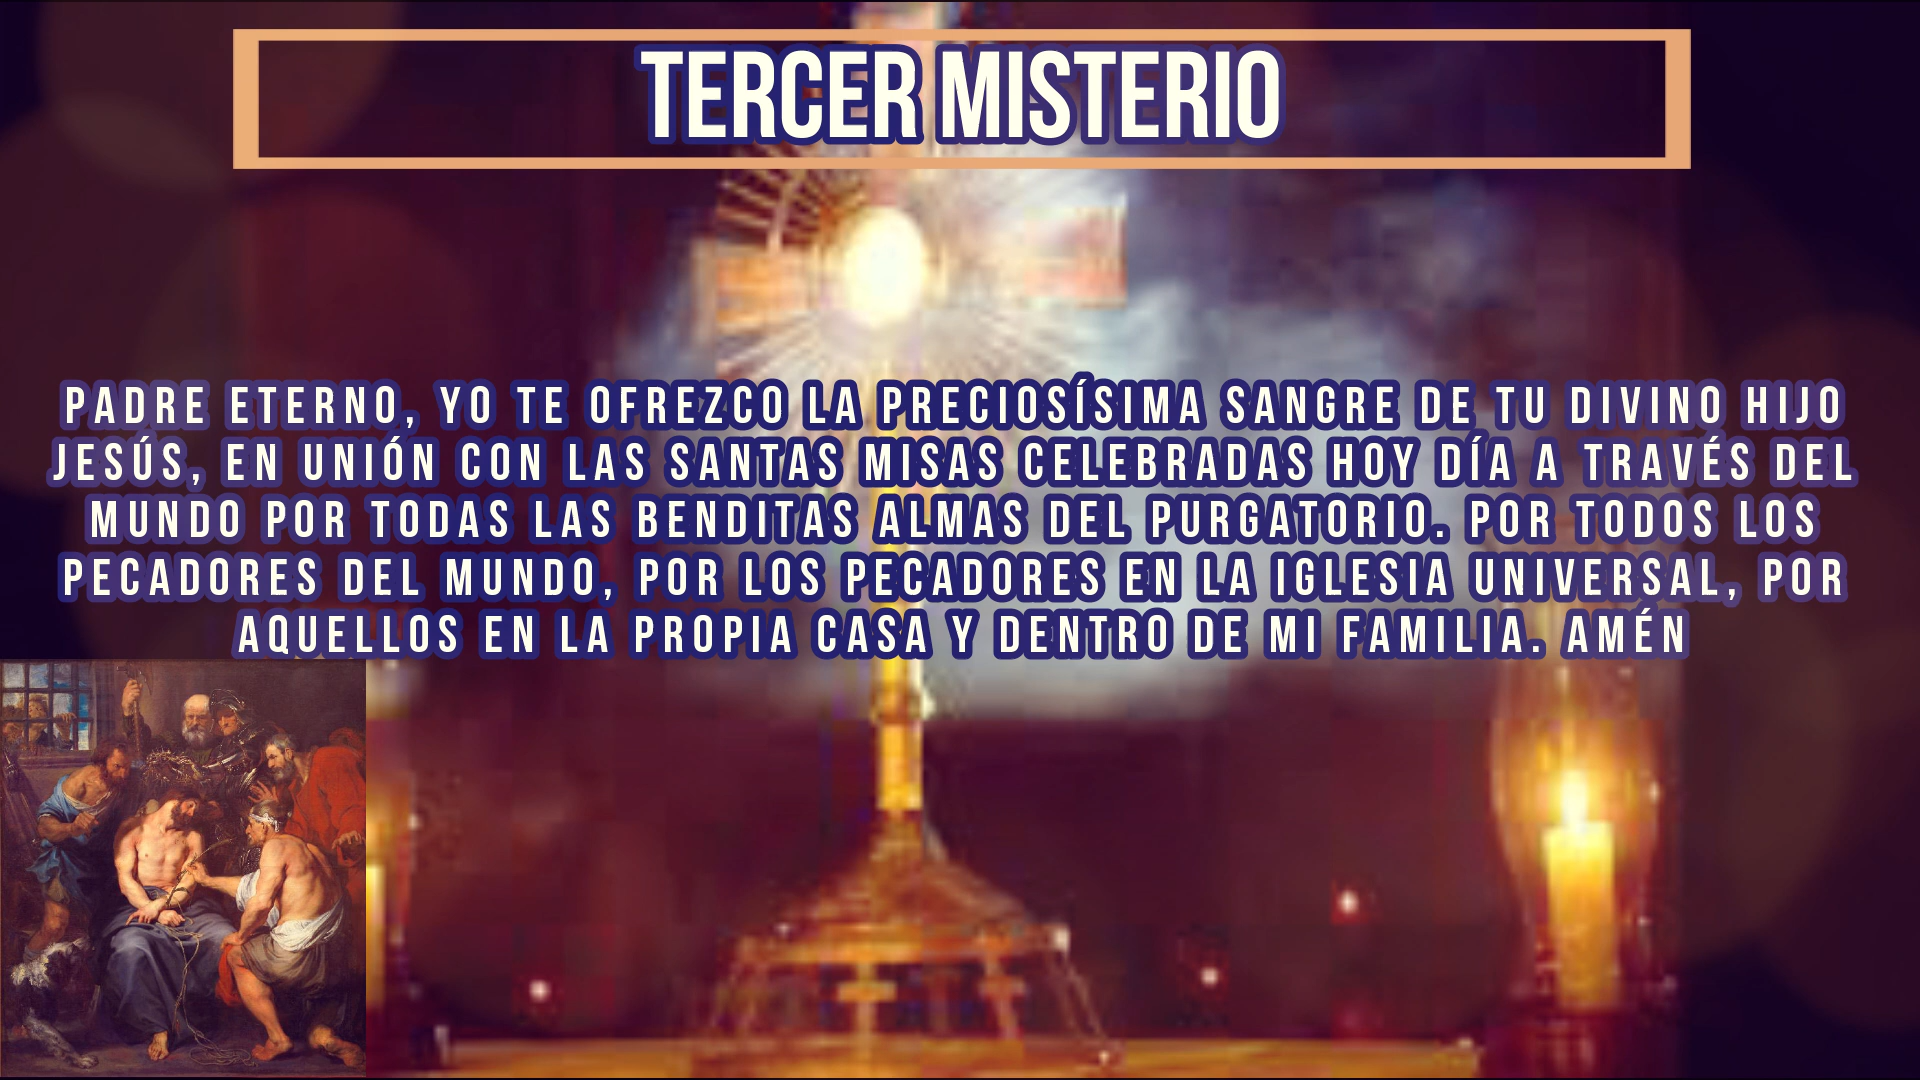 TERCER MISTERIO
PADRE ETERNO, YO TE OFREZCO LA PRECIOSÍSIMA SANGRE DE TU DIVINO HIJO
JESÚS, EN UNIÓN CON LAS SANTAS MISAS CELEBRADAS HOY DÍA A TRAVÉS DEL
MUNDO POR TODAS LAS BENDITAS ALMAS DEL PURGATORIO. POR TODOS LOS
PECADORES DEL MUNDO, POR LOS PECADORES EN LA IGLESIA UNIVERSAL, POR
AQUELLOS EN LA PROPIA CASA Y DENTRO DE MI FAMILIA. AMÉN